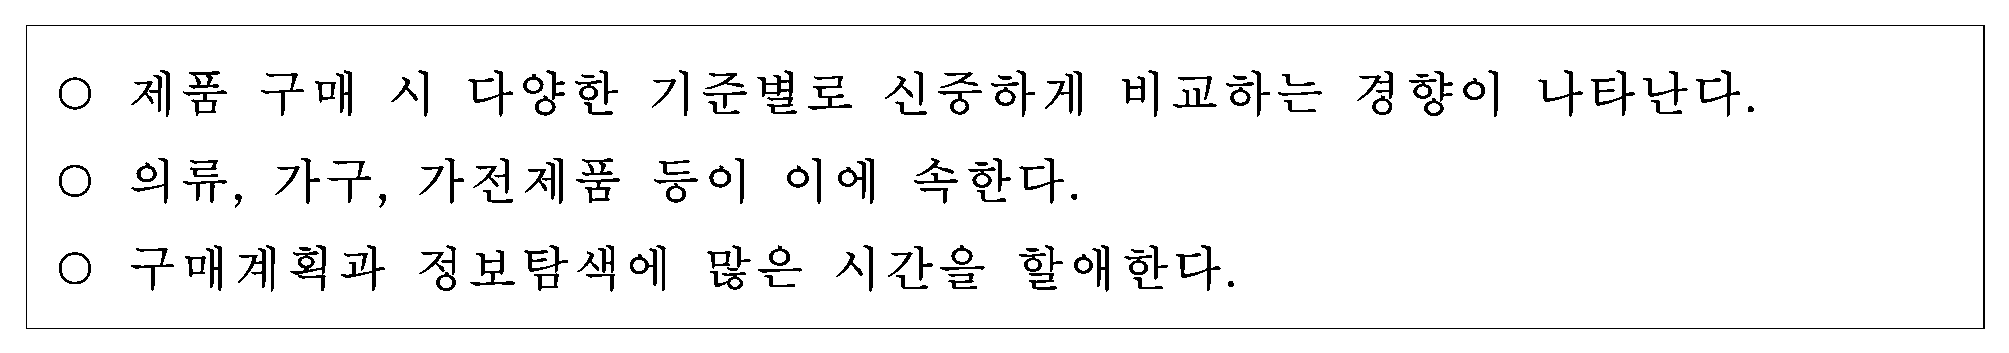 ○ 제품 구매 시 다양한 기준별로 신중하게 비교하는 경향이 나타난다.
○ 의류, 가구, 가전제품 등이 이에 속한다.
○ 구매계획과 정보탐색에 많은 시간을 할애한다.